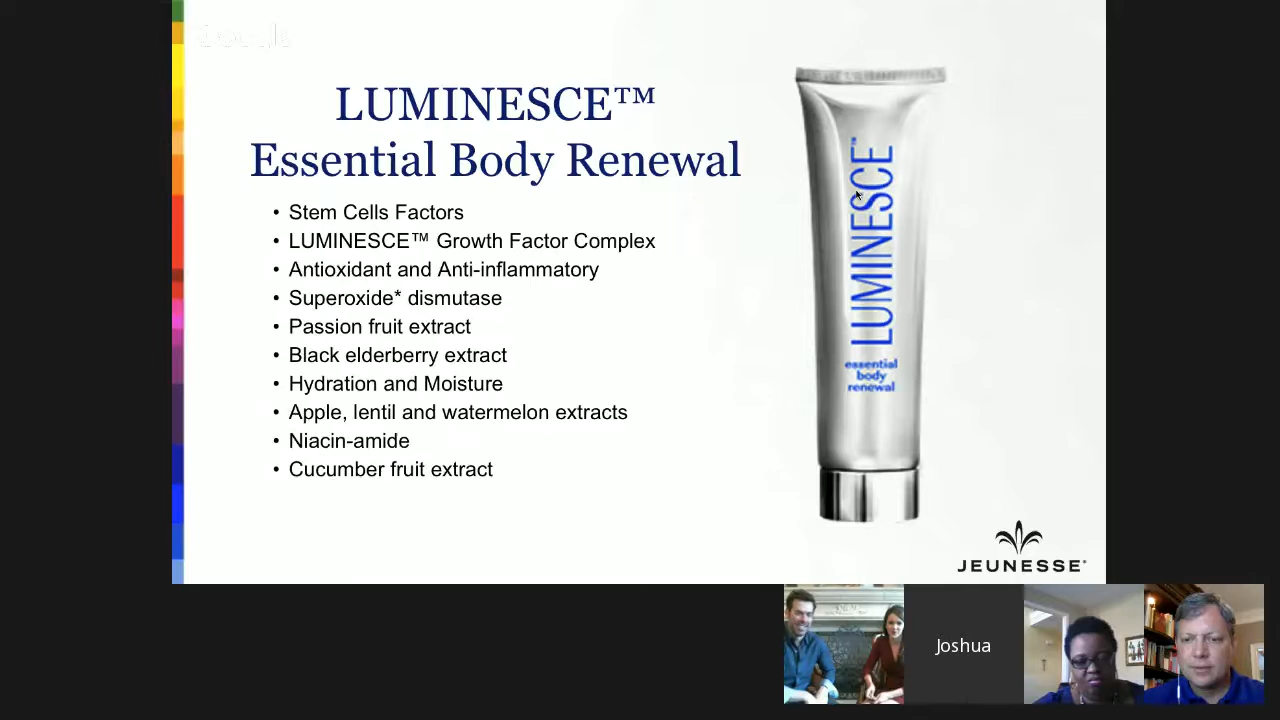 LUMINESCE™
Essential Body Renewal
• Stem Cells Factors
• LUMINESCE™ Growth Factor Complex
• Antioxidant and Anti-inflammatory
• Superoxide* dismutase
• Passion fruit extract
• Black elderberry extract
• Hydration and Moisture
• Apple, lentil and watermelon extracts
• Niacin-amide
• Cucumber fruit extract
LUMINESCE™
essential
body
renewal
JEUNESSE®
Joshua